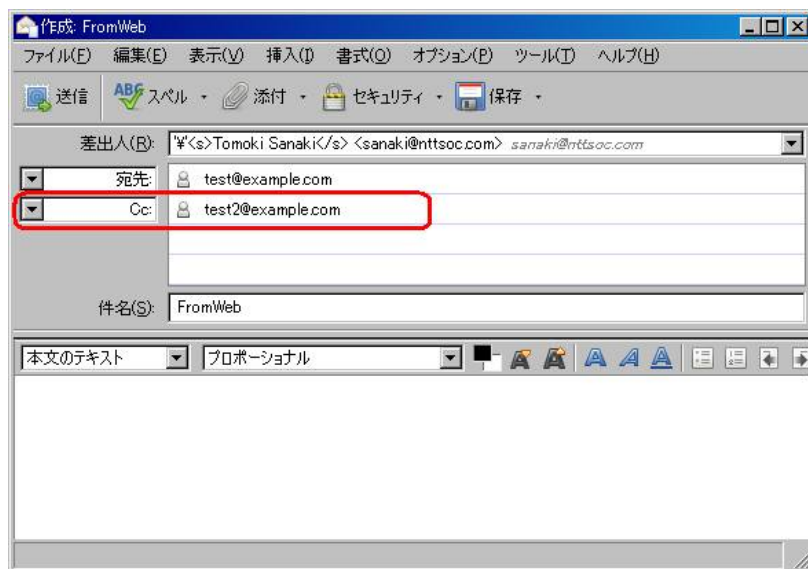 作成: FromWeb
ファイル(F) 編集(E) 表示(V) 挿入(I) 書式(O) オプション(P) ツール(T) ヘルプ(H)
送信 ABC スペル 添付 セキュリティ 保存
差出人(R): '¥'<s>Tomoki Sanaki</s> <sanaki@nttsoc.com> sanaki@nttsoc.com
宛先: test@example.com
Cc: test2@example.com
件名(S): FromWeb
本文のテキスト プロポーショナル A A A